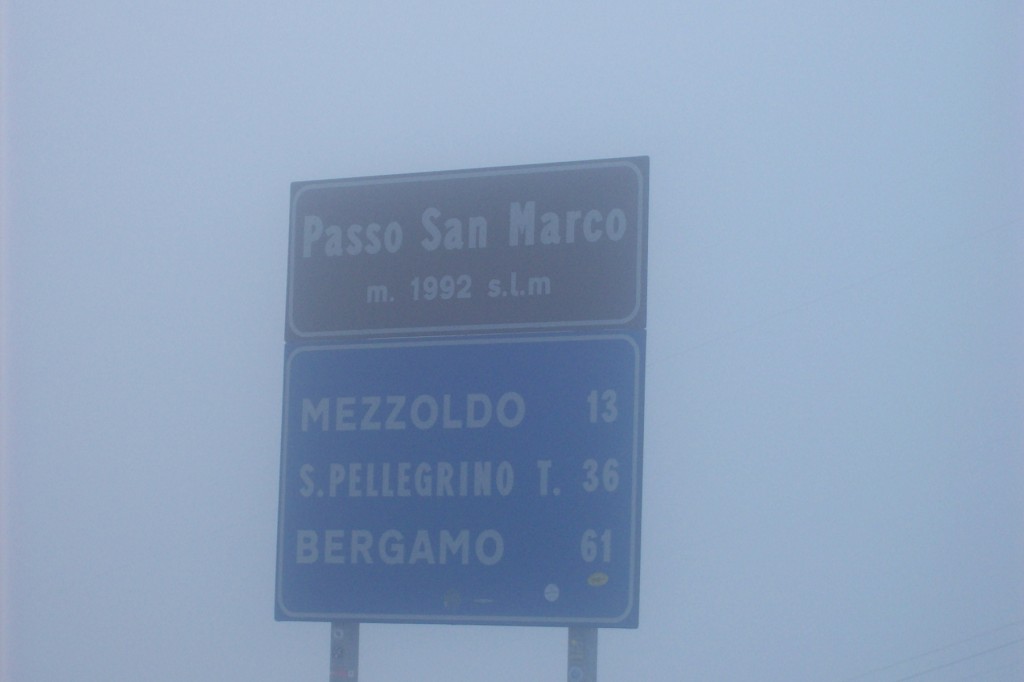 Passo San Marco
m. 1992 s.l.m
MEZZOLDO 13
S.PELLEGRINO T. 36
BERGAMO 61